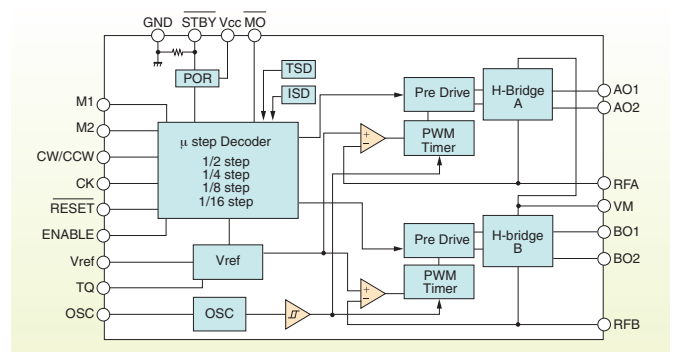 GND STBY Vcc MO
POR
TSD
ISD
M1
M2
CW/CCW
CK
RESET
ENABLE
Vref
TQ
OSC
μ step Decoder
1/2 step
1/4 step
1/8 step
1/16 step
Vref
OSC
+
−
Pre Drive
PWM
Timer
H-Bridge
A
AO1
AO2
RFA
VM
+
−
Pre Drive
PWM
Timer
H-bridge
B
BO1
BO2
RFB